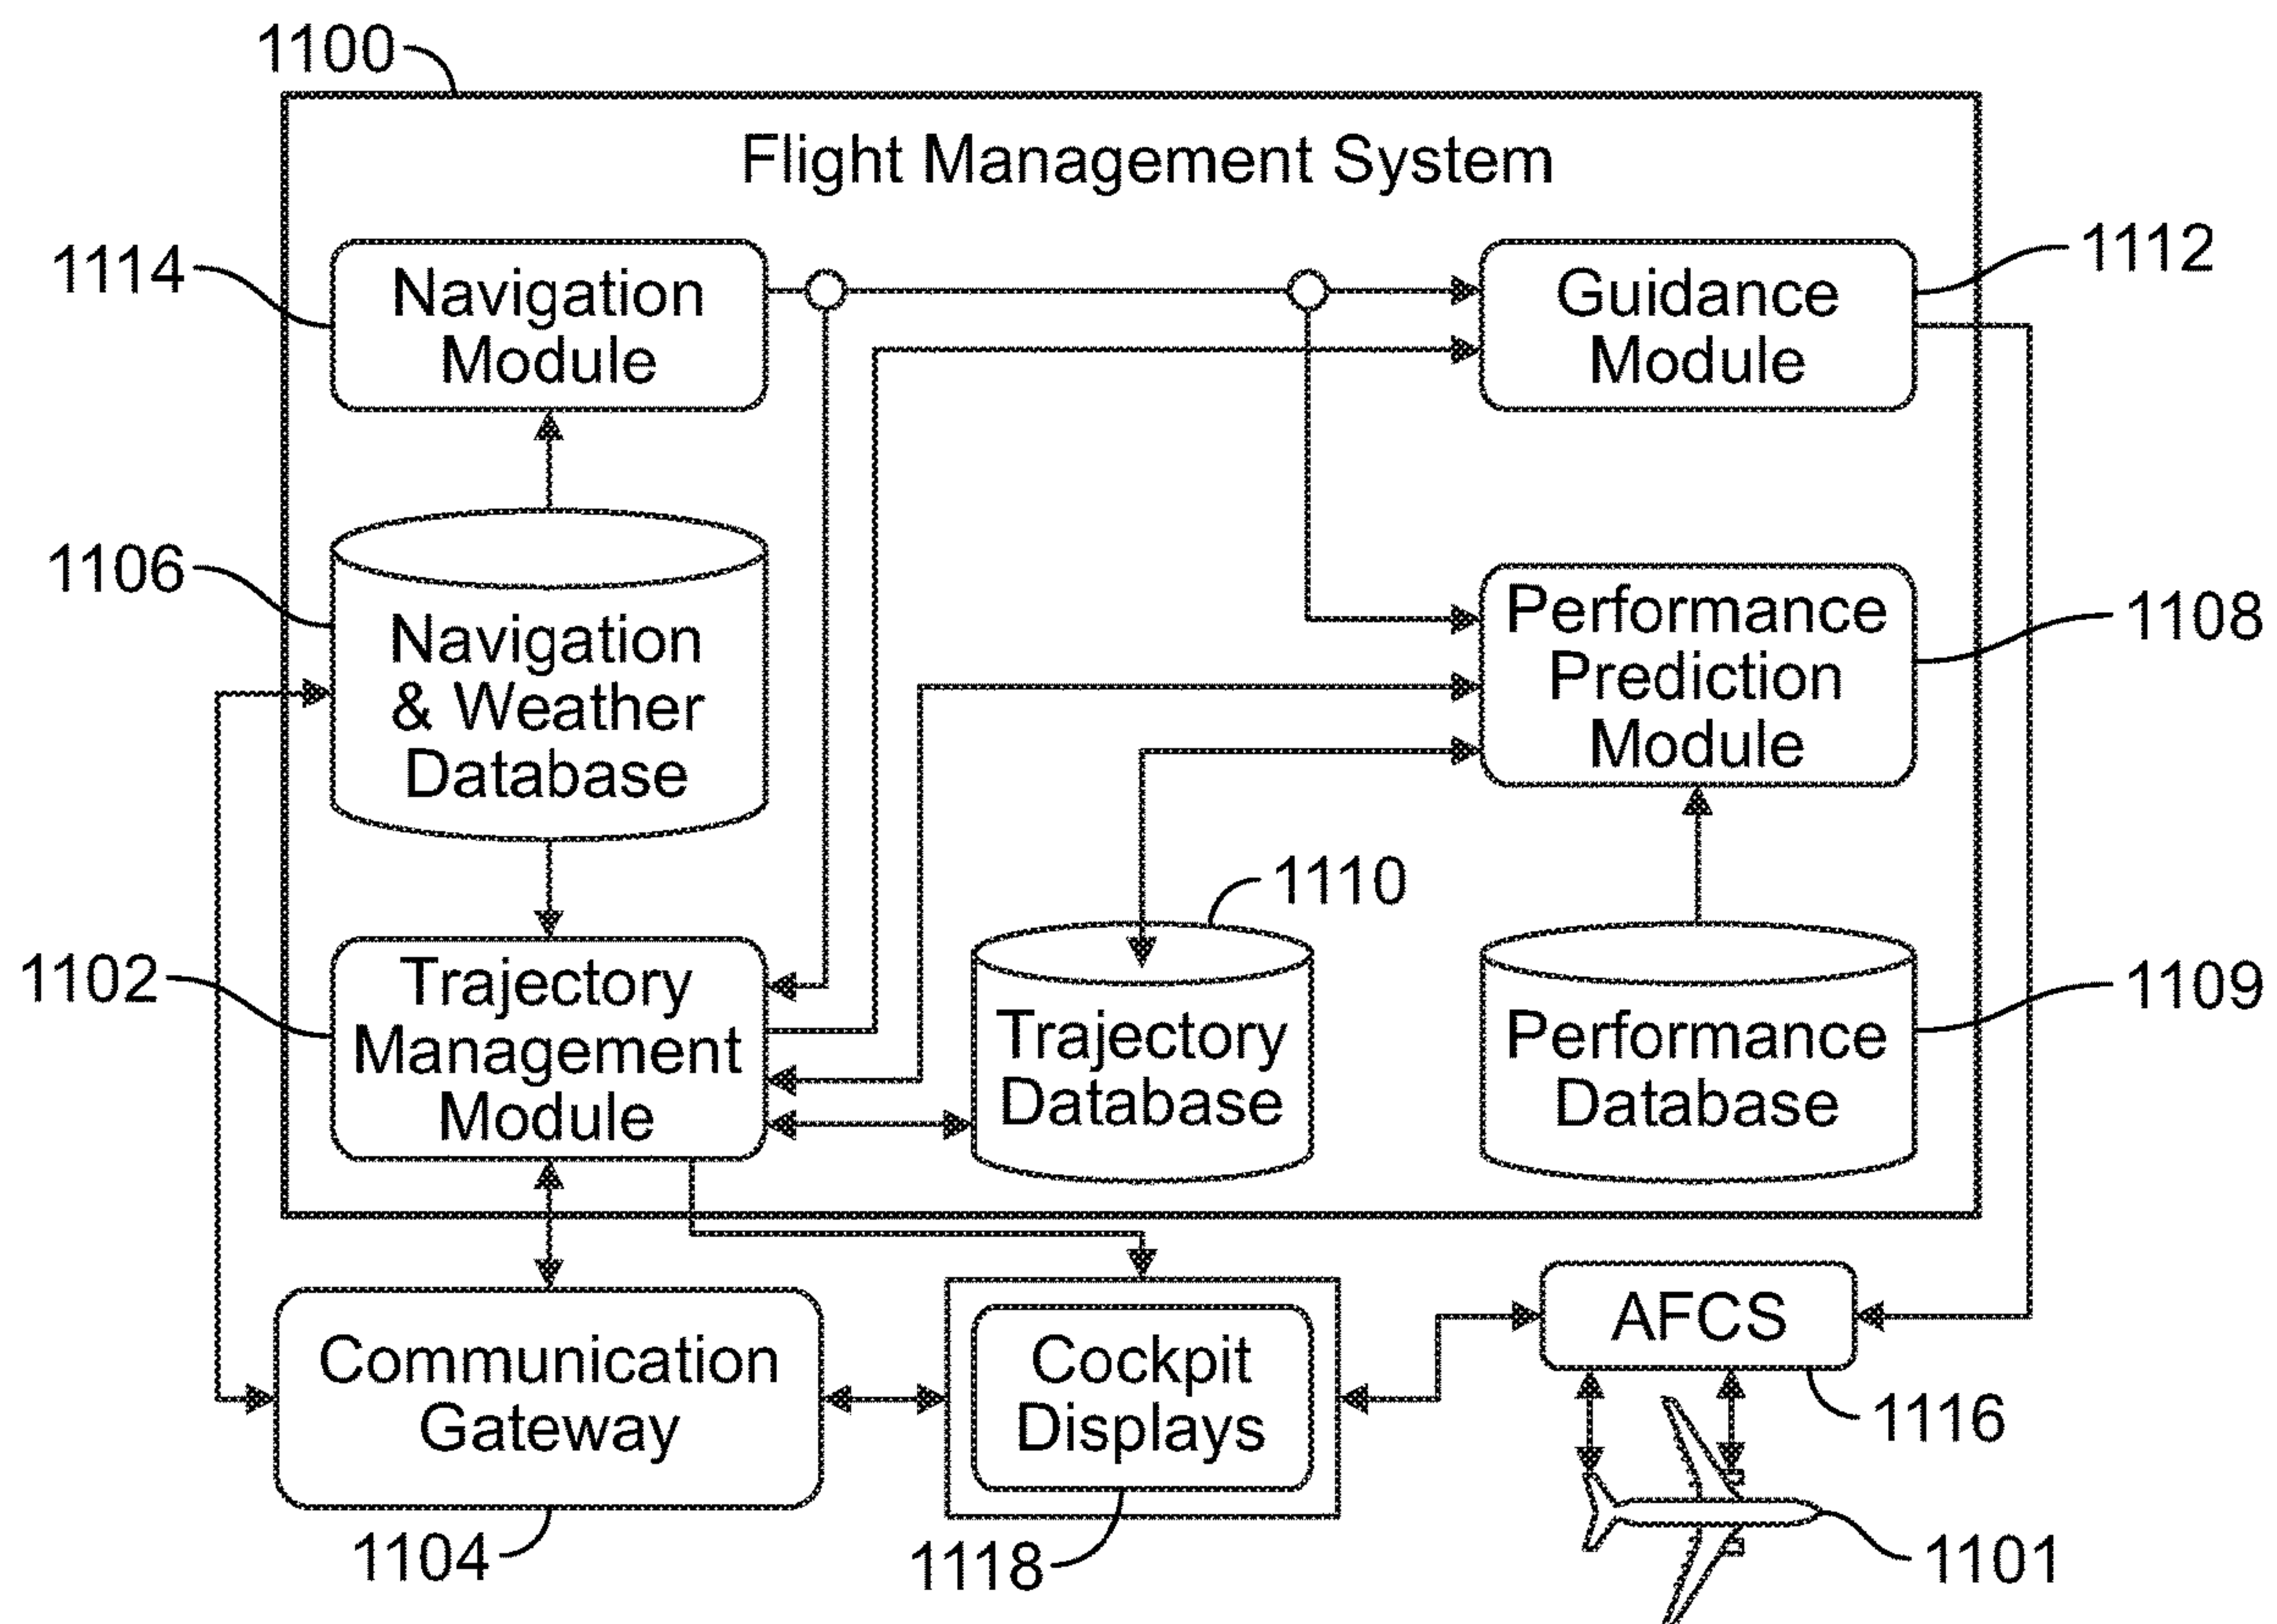 1100
Flight Management System
1114
Navigation
Module
Guidance
Module
1112
1106
Navigation
& Weather
Database
Performance
Prediction
Module
1108
1110
1102
Trajectory
Management
Module
Trajectory
Database
Performance
Database
1109
Communication
Gateway
1104
Cockpit
Displays
1118
AFCS
1116
1101